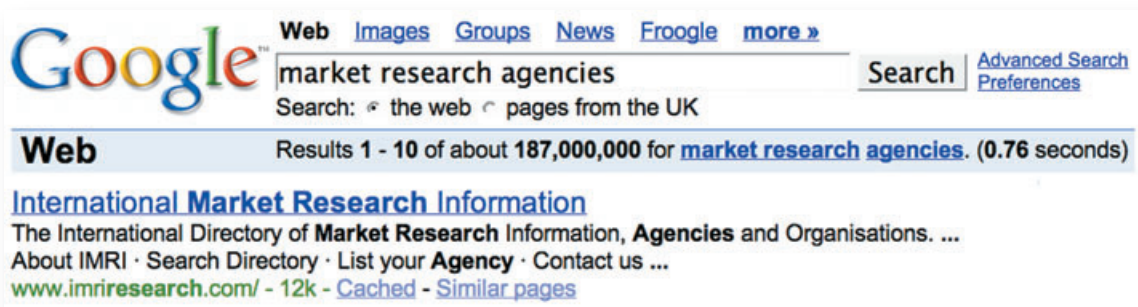 Google™ Web Images Groups News Froogle more »
market research agencies Search Advanced Search
Preferences
Search: the web pages from the UK
Web Results 1 - 10 of about 187,000,000 for market research agencies. (0.76 seconds)
International Market Research Information
The International Directory of Market Research Information, Agencies and Organisations. ...
About IMRI · Search Directory · List your Agency · Contact us ...
www.imriresearch.com/ - 12k - Cached - Similar pages